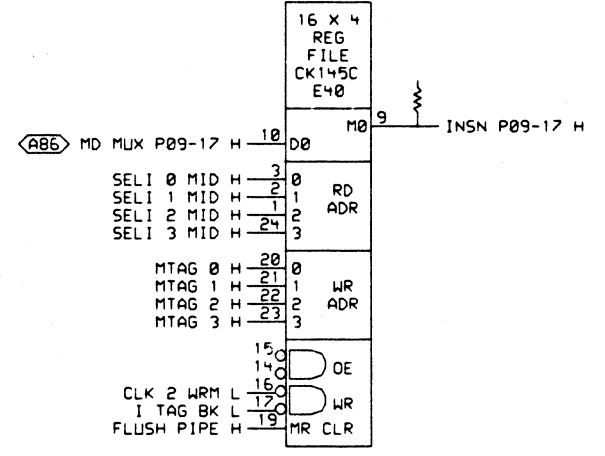 16 X 4
REG
FILE
CK145C
E40
M0 9 INSN P09-17 H
A86 MD MUX P09-17 H 10 D0
SELI 0 MID H 3 0
SELI 1 MID H 2 1 RD
SELI 2 MID H 1 2 ADR
SELI 3 MID H 24 3
MTAG 0 H 20 0
MTAG 1 H 21 1 WR
MTAG 2 H 22 2 ADR
MTAG 3 H 23 3
15
14 OE
CLK 2 WRM L 16
I TAG BK L 17 WR
FLUSH PIPE H 19 MR CLR